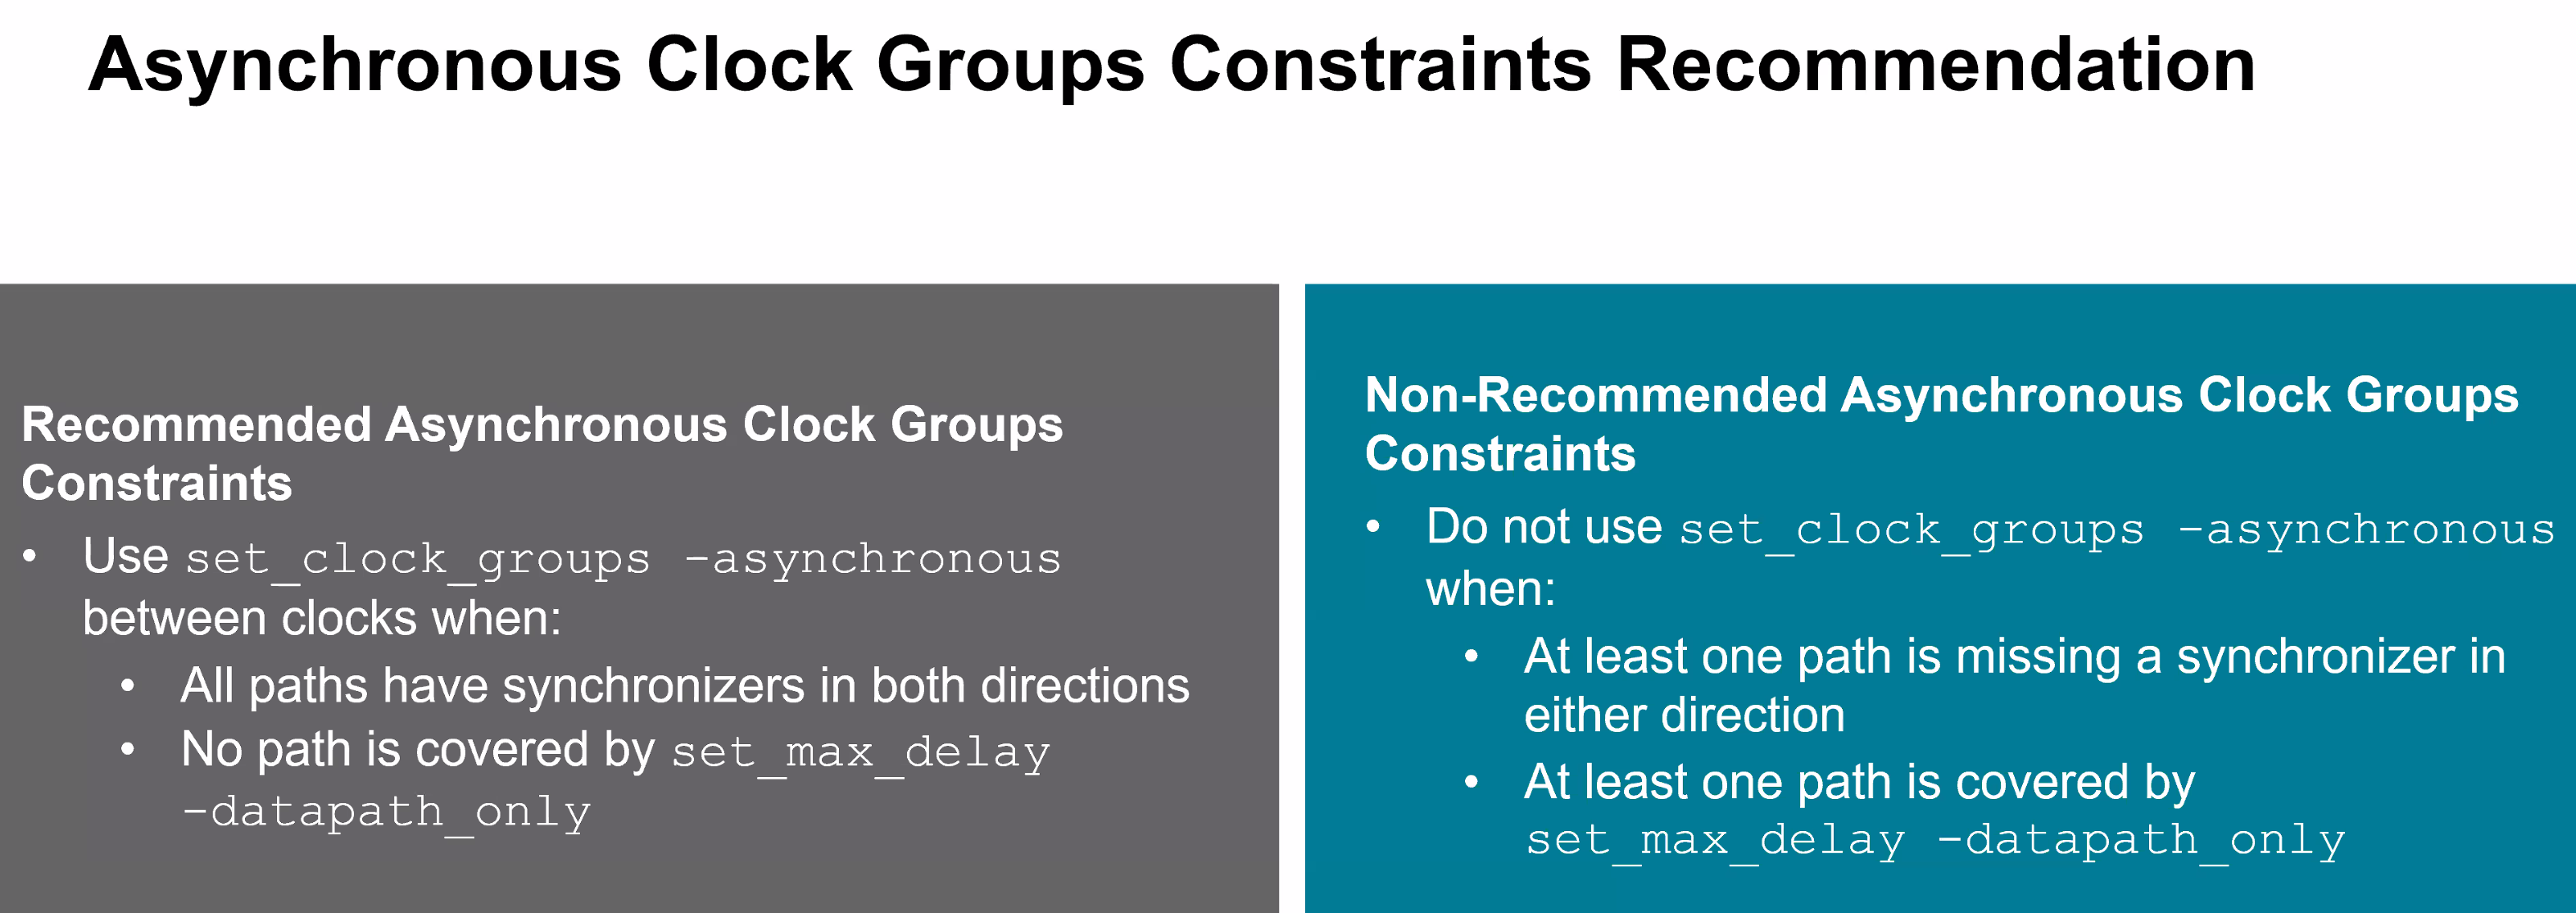 Asynchronous Clock Groups Constraints Recommendation
Recommended Asynchronous Clock Groups
Constraints
• Use set_clock_groups -asynchronous
between clocks when:
• All paths have synchronizers in both directions
• No path is covered by set_max_delay
-datapath_only
Non-Recommended Asynchronous Clock Groups
Constraints
• Do not use set_clock_groups -asynchronous
when:
• At least one path is missing a synchronizer in
either direction
• At least one path is covered by
set_max_delay -datapath_only